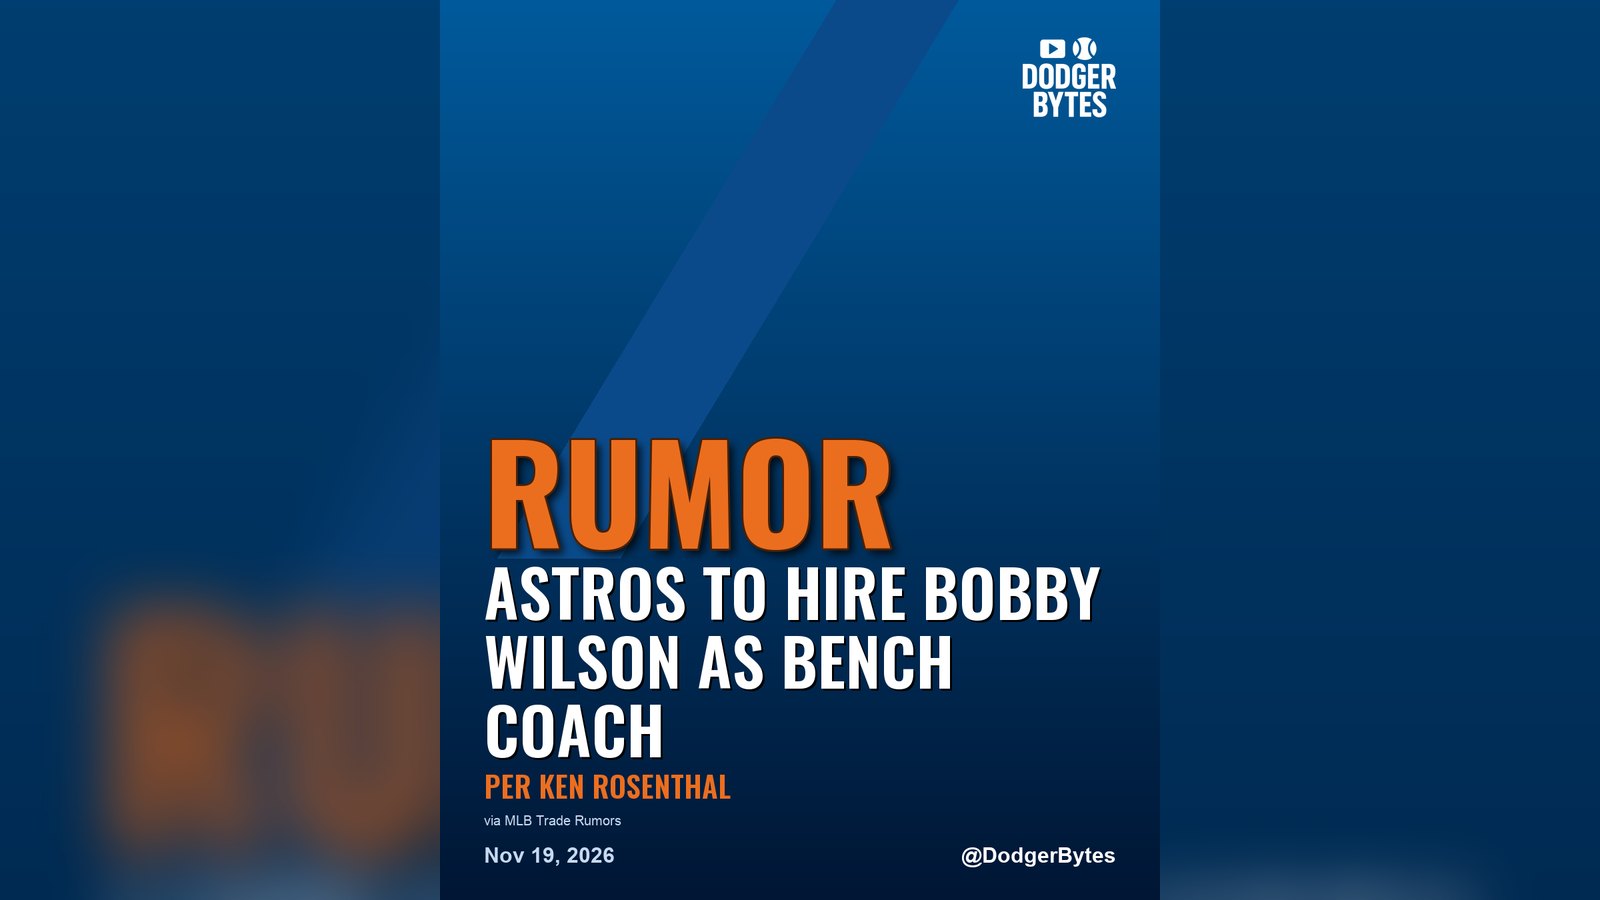 DODGER
BYTES
RUMOR
ASTROS TO HIRE BOBBY
WILSON AS BENCH
COACH
PER KEN ROSENTHAL
via MLB Trade Rumors
Nov 19, 2026
@DodgerBytes